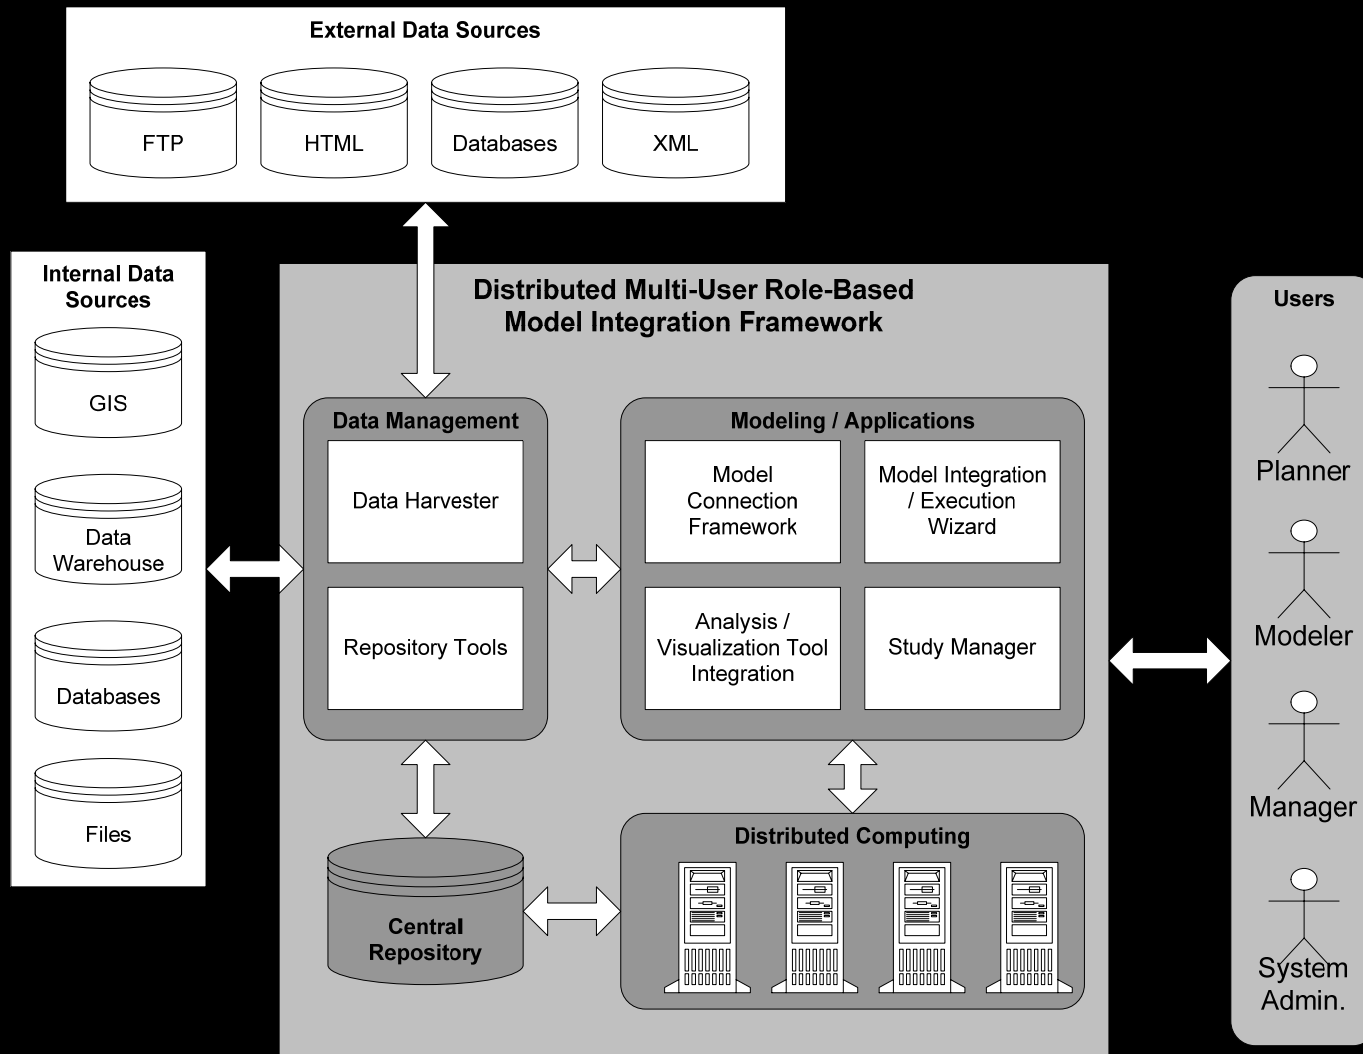 External Data Sources
FTP
HTML
Databases
XML
Internal Data
Sources
GIS
Data
Warehouse
Databases
Files
Distributed Multi-User Role-Based
Model Integration Framework
Data Management
Data Harvester
Repository Tools
Modeling / Applications
Model
Connection
Framework
Model Integration
/ Execution
Wizard
Analysis /
Visualization Tool
Integration
Study Manager
Central
Repository
Distributed Computing
Users
Planner
Modeler
Manager
System
Admin.